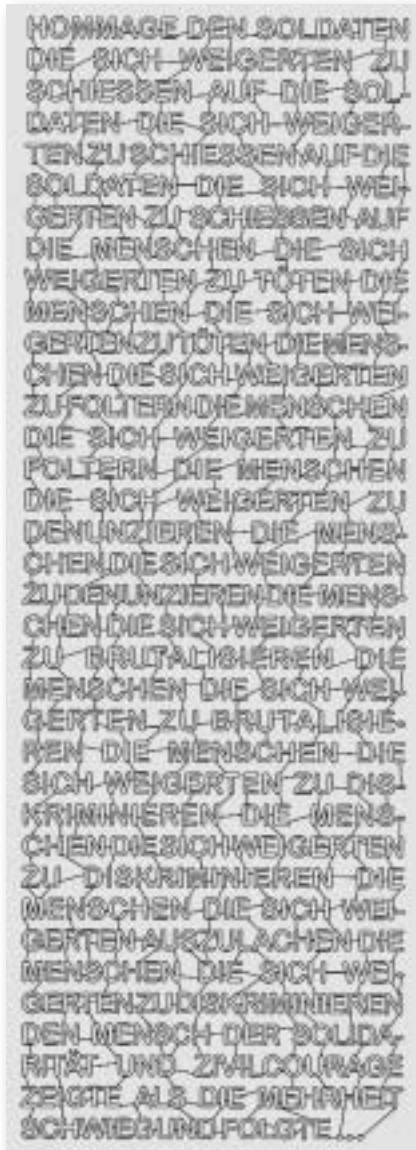 HOMMAGE DEN SOLDATEN
DIE SICH WEIGERTEN ZU
SCHIESSEN AUF DIE SOL-
DATEN DIE SICH WEIGER-
TEN ZU SCHIESSEN AUF DIE
SOLDATEN DIE SICH WEI-
GERTEN ZU SCHIESSEN AUF
DIE MENSCHEN DIE SICH
WEIGERTEN ZU TÖTEN DIE
MENSCHEN DIE SICH WEI-
GERTEN ZU TÖTEN DIE MENS-
CHEN DIE SICH WEIGERTEN
ZU FOLTERN DIE MENSCHEN
DIE SICH WEIGERTEN ZU
FOLTERN DIE MENSCHEN
DIE SICH WEIGERTEN ZU
DENUNZIEREN DIE MENS-
CHEN DIE SICH WEIGERTEN
ZU DENUNZIEREN DIE MENS-
CHEN DIE SICH WEIGERTEN
ZU BRUTALISIEREN DIE
MENSCHEN DIE SICH WEI-
GERTEN ZU BRUTALISIE-
REN DIE MENSCHEN DIE
SICH WEIGERTEN ZU DIS-
KRIMINIEREN DIE MENS-
CHEN DIE SICH WEIGERTEN
ZU DISKRIMINIEREN DIE
MENSCHEN DIE SICH WEI-
GERTEN AUSZULACHEN DIE
MENSCHEN DIE SICH WEI-
GERTEN ZU DISKRIMINIEREN
DEN MENSCH DER SOLIDA-
RITÄT UND ZIVILCOURAGE
ZEIGTE ALS DIE MEHRHEIT
SCHWIEG UND FOLGTE...